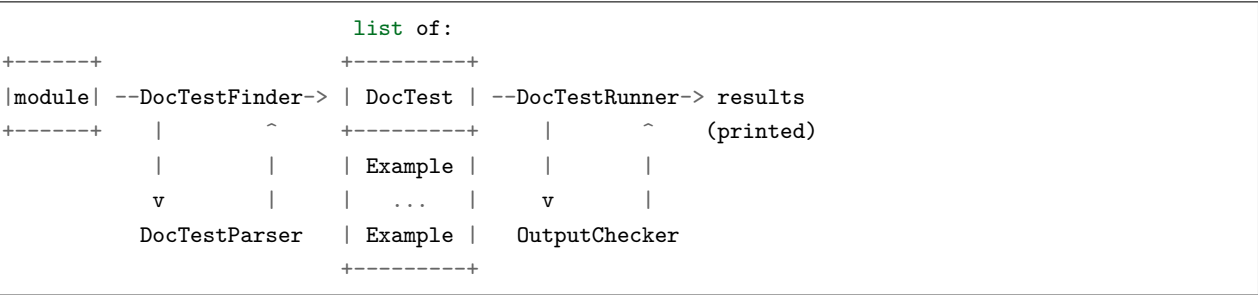 list of:
+------+                   +---------+
|module| --DocTestFinder-> | DocTest | --DocTestRunner-> results
+------+    |        ^     +---------+     |       ^    (printed)
            |        |     | Example |     |       |
            v        |     |   ...   |     v       |
           DocTestParser   | Example |   OutputChecker
                           +---------+